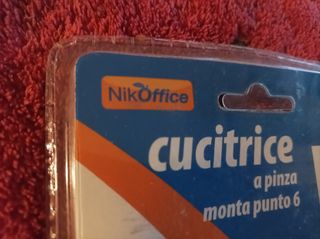 NikOffice
cucitrice
a pinza
monta punto 6